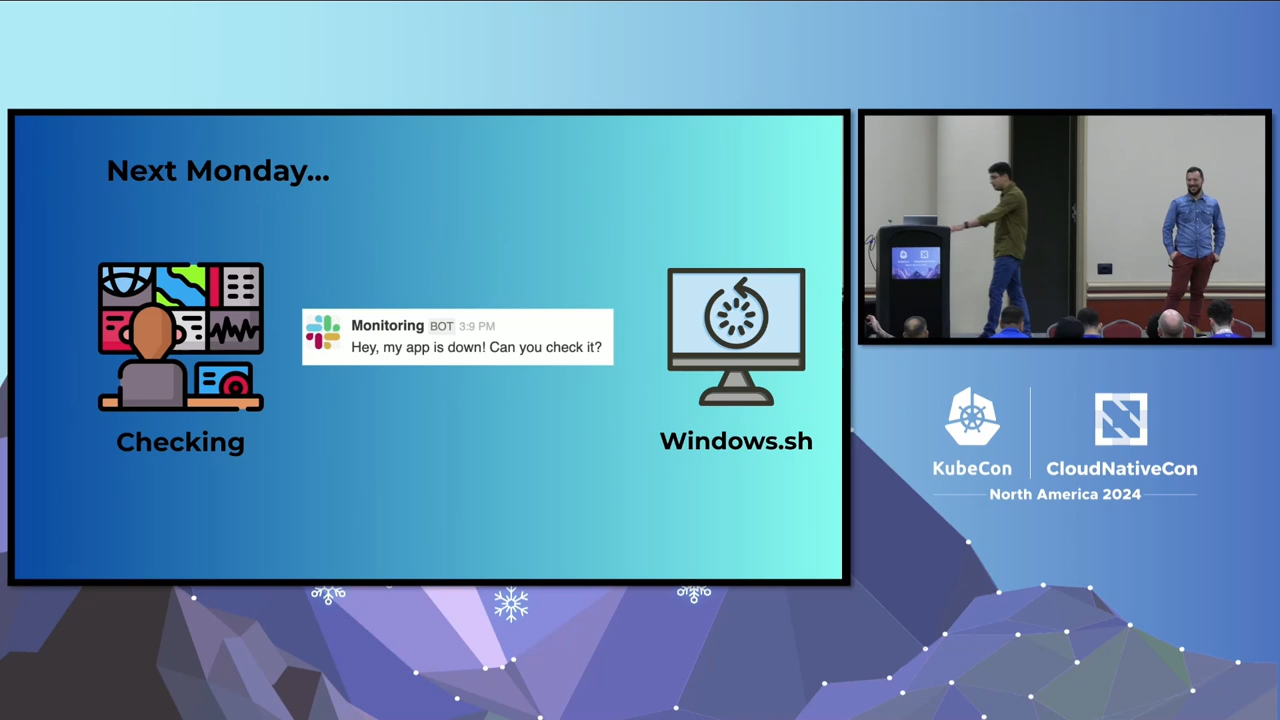 Next Monday...
Monitoring BOT 3:9 PM
Hey, my app is down! Can you check it?
Checking
Windows.sh
KubeCon
CloudNativeCon
North America 2024